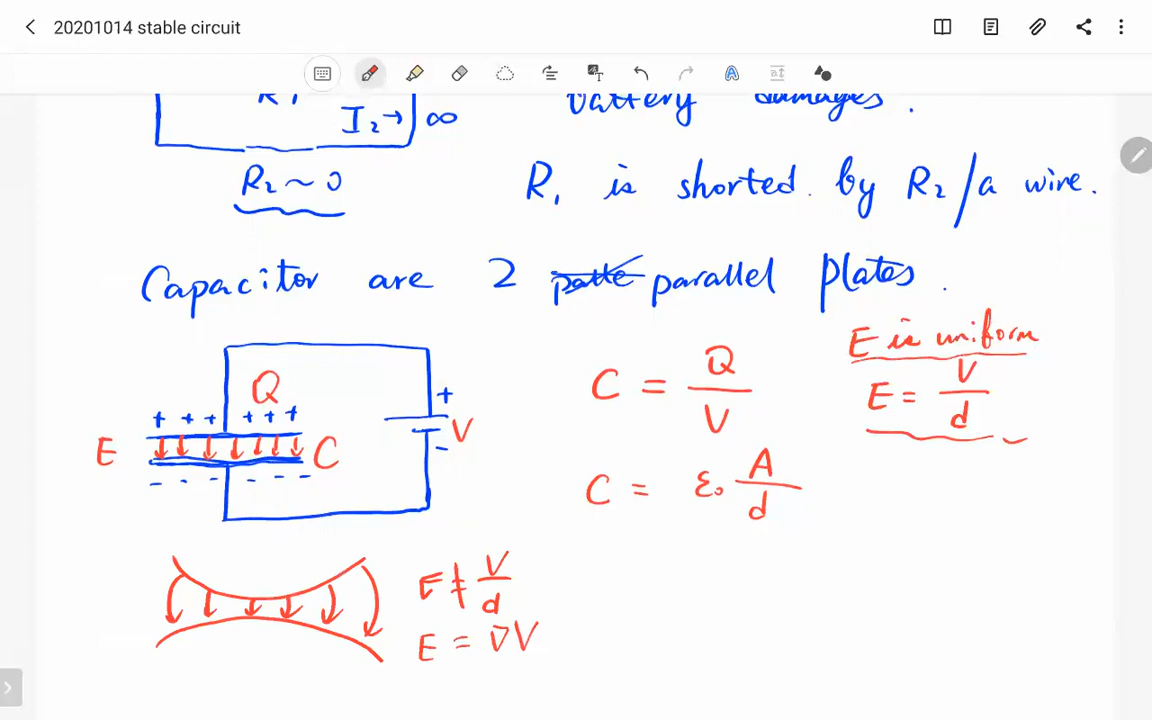 20201014 stable circuit
R₁
I₂→ ∞
battery damages.
R₂ ~ 0
R₁ is shorted. by R₂/a wire.
Capacitor are 2 parallel plates.
E is uniform
Q
C = Q/V
E = V/d
+ + + + + +
+
E
C
V
-
- - - - - -
C = ε₀ A/d
E ≠ V/d
E = ∇V